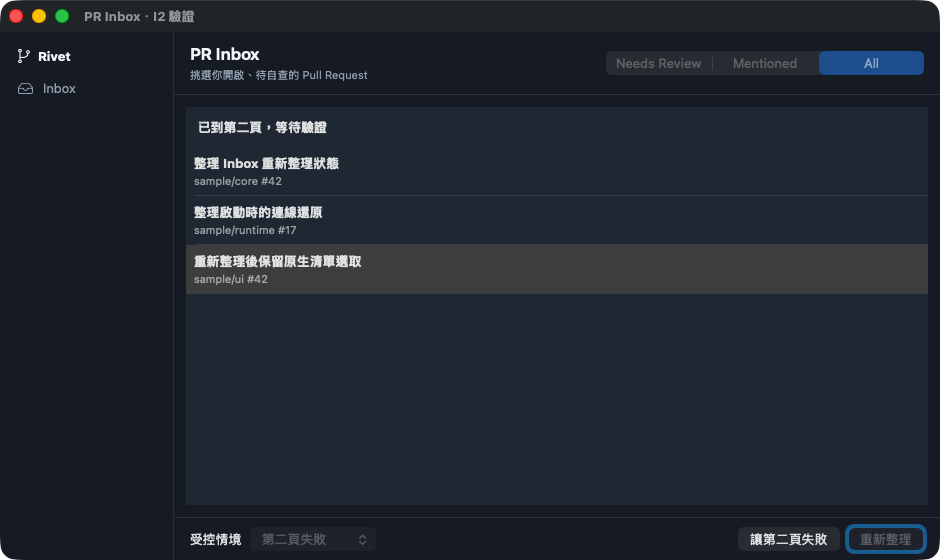 PR Inbox · I2 驗證
Rivet
Inbox
PR Inbox
挑選你開啟、待自查的 Pull Request
Needs Review
Mentioned
All
已到第二頁，等待驗證
整理 Inbox 重新整理狀態
sample/core #42
整理啟動時的連線還原
sample/runtime #17
重新整理後保留原生清單選取
sample/ui #42
受控情境
第二頁失敗
讓第二頁失敗
重新整理